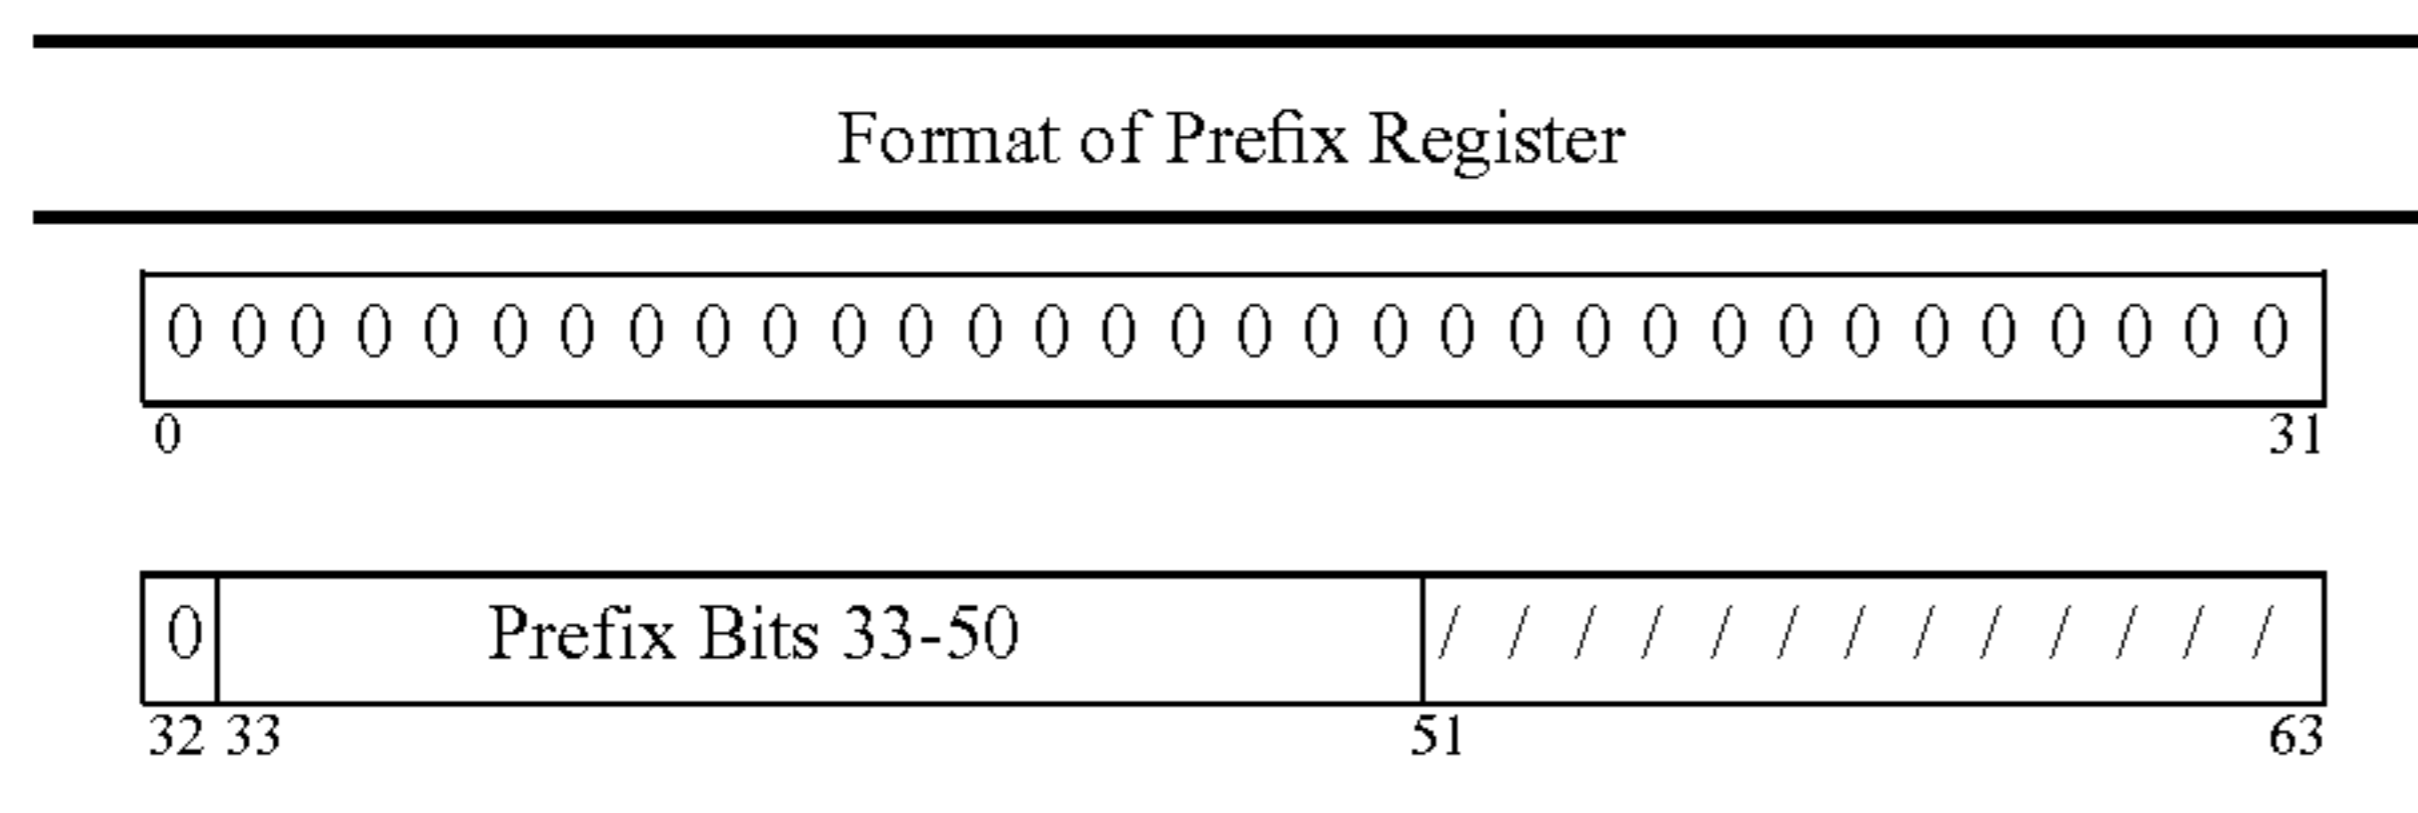 Format of Prefix Register
0 0 0 0 0 0 0 0 0 0 0 0 0 0 0 0 0 0 0 0 0 0 0 0 0 0 0 0 0 0 0 0
0 31
0 Prefix Bits 33-50 / / / / / / / / / / / / /
32 33 51 63